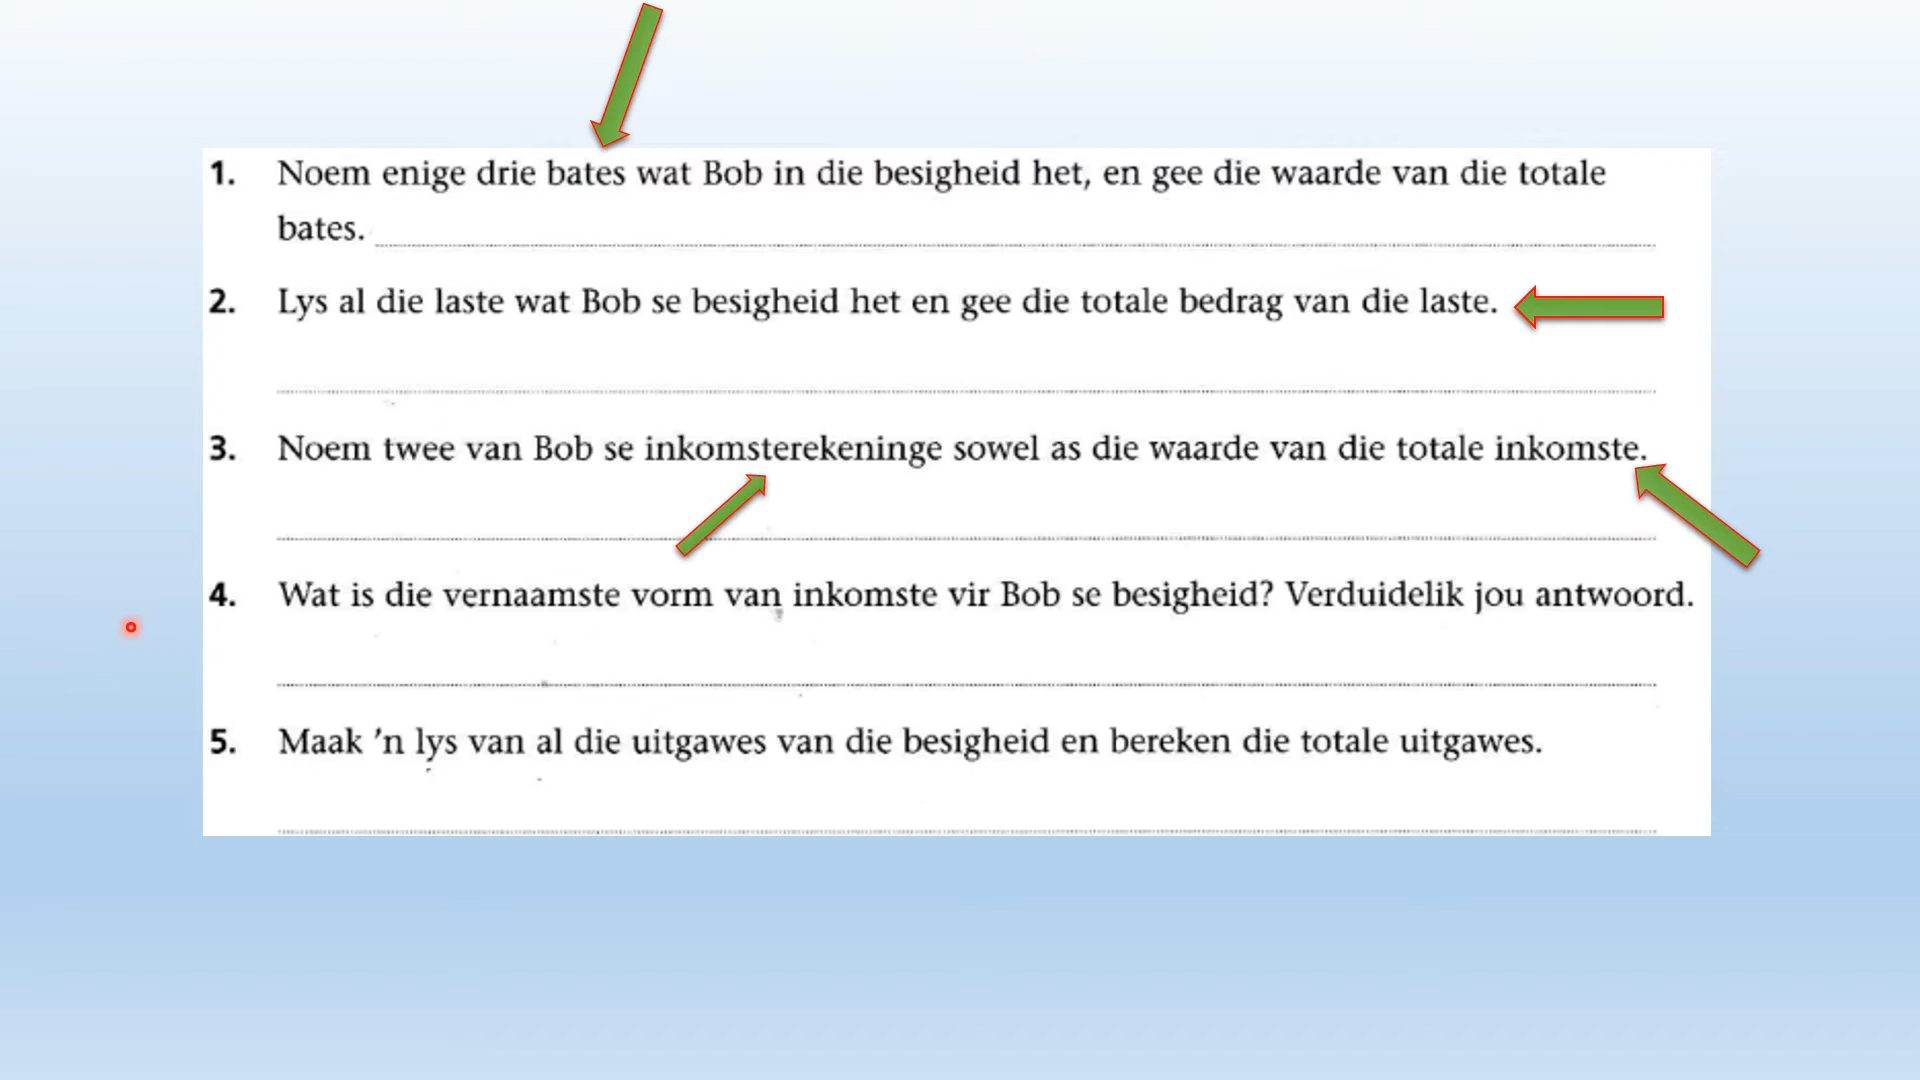 1. Noem enige drie bates wat Bob in die besigheid het, en gee die waarde van die totale
bates.
2. Lys al die laste wat Bob se besigheid het en gee die totale bedrag van die laste.
3. Noem twee van Bob se inkomsterekeninge sowel as die waarde van die totale inkomste.
4. Wat is die vernaamste vorm van inkomste vir Bob se besigheid? Verduidelik jou antwoord.
5. Maak ’n lys van al die uitgawes van die besigheid en bereken die totale uitgawes.